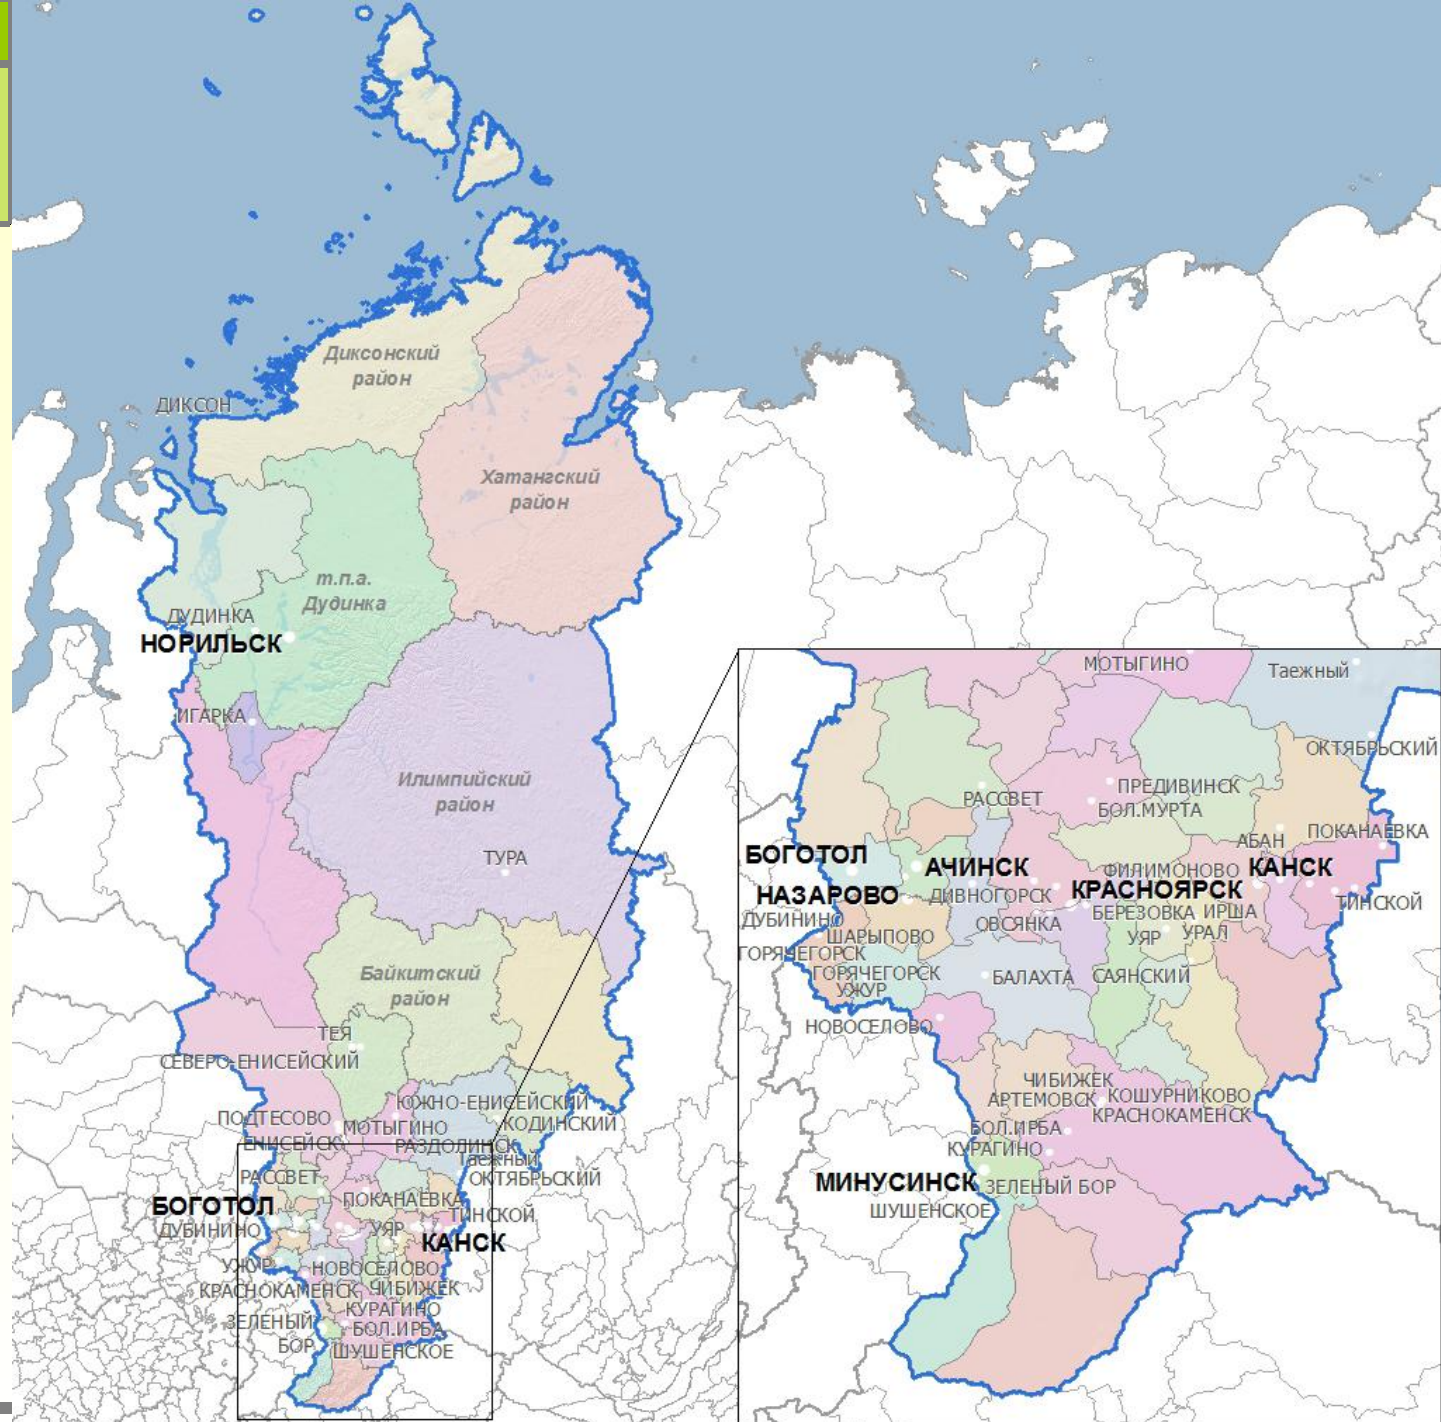 Диксонский
район
ДИКСОН
Хатангский
район
т.п.а.
Дудинка
ДУДИНКА
НОРИЛЬСК
ИГАРКА
Илимпийский
район
ТУРА
Байкитский
район
ТЕЯ
СЕВЕРО-ЕНИСЕЙСКИЙ
ЮЖНО-ЕНИСЕЙСКИЙ
ПОДТЕСОВО
МОТЫГИНО
КОДИНСКИЙ
ЕНИСЕЙСК
РАЗДОЛИНСК
Таежный
РАССВЕТ
ОКТЯБРЬСКИЙ
ПОКАНАЕВКА
БОГОТОЛ
ТИНСКОЙ
ДУБИНИНО
УЯР
КАНСК
УЖУР
НОВОСЕЛОВО
КРАСНОКАМЕНСК
ЧИБИЖЕК
КУРАГИНО
ЗЕЛЕНЫЙ
БОР
БОЛ.ИРБА
ШУШЕНСКОЕ
МОТЫГИНО
Таежный
ОКТЯБРЬСКИЙ
ПРЕДИВИНСК
РАССВЕТ
БОЛ.МУРТА
ПОКАНАЕВКА
АБАН
БОГОТОЛ
АЧИНСК
ФИЛИМОНОВО
КАНСК
НАЗАРОВО
ДИВНОГОРСК
КРАСНОЯРСК
ТИНСКОЙ
ДУБИНИНО
ОВСЯНКА
БЕРЕЗОВКА
ИРША
ШАРЫПОВО
УЯР
УРАЛ
ГОРЯЧЕГОРСК
ГОРЯЧЕГОРСК
БАЛАХТА
САЯНСКИЙ
УЖУР
НОВОСЕЛОВО
ЧИБИЖЕК
АРТЕМОВСК
КОШУРНИКОВО
КРАСНОКАМЕНСК
БОЛ.ИРБА
КУРАГИНО
МИНУСИНСК
ЗЕЛЕНЫЙ БОР
ШУШЕНСКОЕ